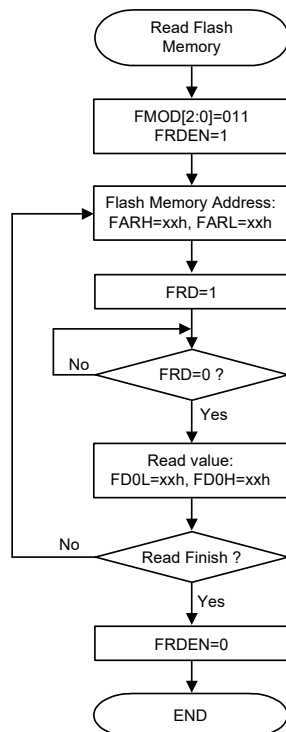 Read Flash
Memory
FMOD[2:0]=011
FRDEN=1
Flash Memory Address:
FARH=xxh, FARL=xxh
FRD=1
No
FRD=0 ?
Yes
Read value:
FD0L=xxh, FD0H=xxh
No
Read Finish ?
Yes
FRDEN=0
END